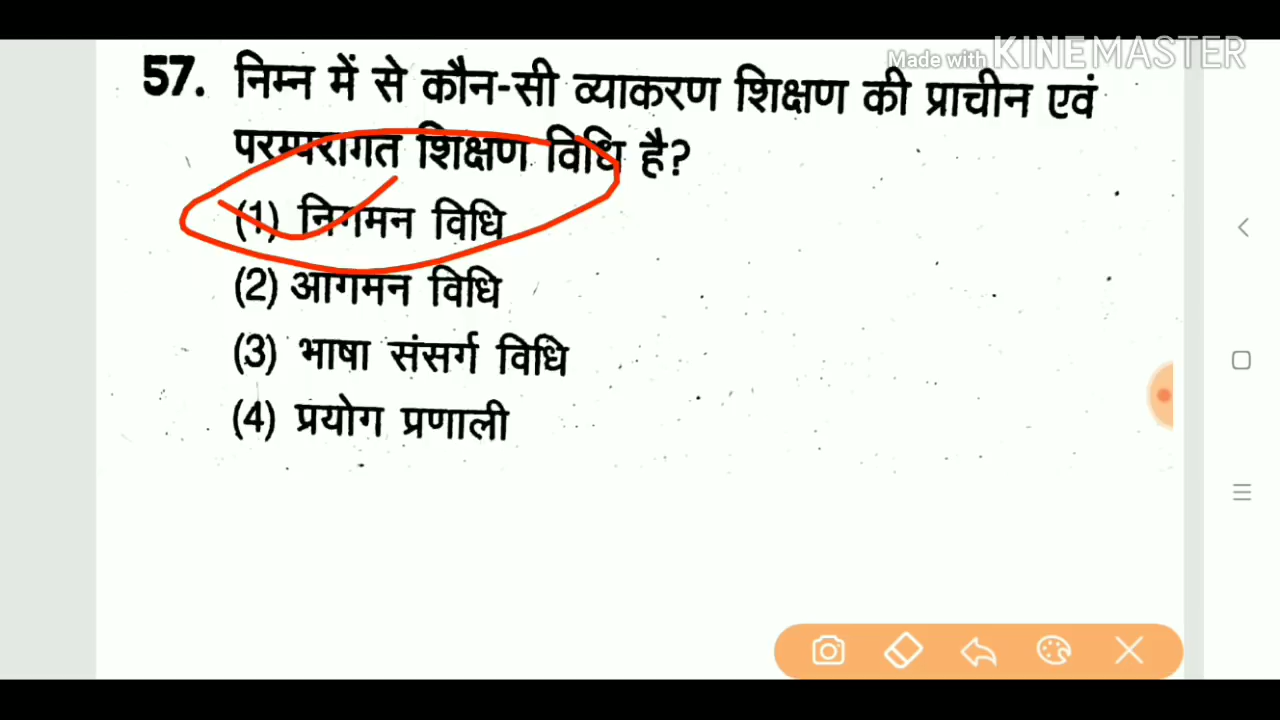 Made with KINEMASTER
57. निम्न में से कौन-सी व्याकरण शिक्षण की प्राचीन एवं
परम्परागत शिक्षण विधि है?
(1) निगमन विधि
(2) आगमन विधि
(3) भाषा संसर्ग विधि
(4) प्रयोग प्रणाली